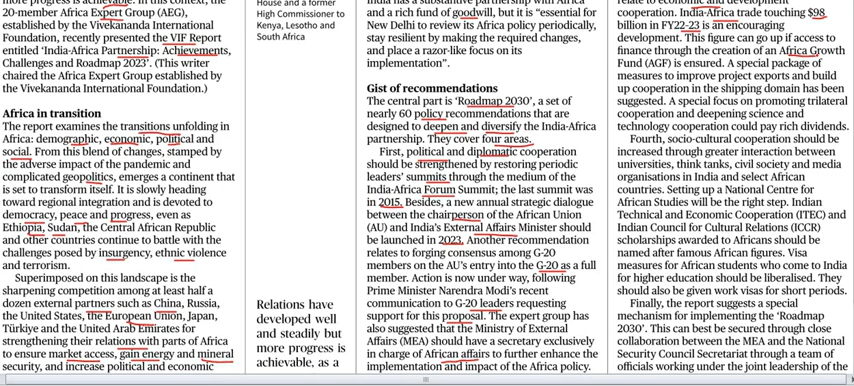 more progress is achievable. In this context, the
20-member Africa Expert Group (AEG),
established by the Vivekananda International
Foundation, recently presented the VIF Report
entitled ‘India-Africa Partnership: Achievements,
Challenges and Roadmap 2023’. (This writer
chaired the Africa Expert Group established by
the Vivekananda International Foundation.)
Africa in transition
The report examines the transitions unfolding in
Africa: demographic, economic, political and
social. From this blend of changes, stamped by
the adverse impact of the pandemic and
complicated geopolitics, emerges a continent that
is set to transform itself. It is slowly heading
toward regional integration and is devoted to
democracy, peace and progress, even as
Ethiopia, Sudan, the Central African Republic
and other countries continue to battle with the
challenges posed by insurgency, ethnic violence
and terrorism.
Superimposed on this landscape is the
sharpening competition among at least half a
dozen external partners such as China, Russia,
the United States, the European Union, Japan,
Türkiye and the United Arab Emirates for
strengthening their relations with parts of Africa
to ensure market access, gain energy and mineral
security, and increase political and economic
House and a former
High Commissioner to
Kenya, Lesotho and
South Africa
Relations have
developed well
and steadily but
more progress is
achievable, as a
India has a substantive partnership with Africa
and a rich fund of goodwill, but it is “essential for
New Delhi to review its Africa policy periodically,
stay resilient by making the required changes,
and place a razor-like focus on its
implementation”.
Gist of recommendations
The central part is ‘Roadmap 2030’, a set of
nearly 60 policy recommendations that are
designed to deepen and diversify the India-Africa
partnership. They cover four areas.
First, political and diplomatic cooperation
should be strengthened by restoring periodic
leaders’ summits through the medium of the
India-Africa Forum Summit; the last summit was
in 2015. Besides, a new annual strategic dialogue
between the chairperson of the African Union
(AU) and India’s External Affairs Minister should
be launched in 2023. Another recommendation
relates to forging consensus among G-20
members on the AU’s entry into the G-20 as a full
member. Action is now under way, following
Prime Minister Narendra Modi’s recent
communication to G-20 leaders requesting
support for this proposal. The expert group has
also suggested that the Ministry of External
Affairs (MEA) should have a secretary exclusively
in charge of African affairs to further enhance the
implementation and impact of the Africa policy.
relate to economic and development
cooperation. India-Africa trade touching $98
billion in FY22-23 is an encouraging
development. This figure can go up if access to
finance through the creation of an Africa Growth
Fund (AGF) is ensured. A special package of
measures to improve project exports and build
up cooperation in the shipping domain has been
suggested. A special focus on promoting trilateral
cooperation and deepening science and
technology cooperation could pay rich dividends.
Fourth, socio-cultural cooperation should be
increased through greater interaction between
universities, think tanks, civil society and media
organisations in India and select African
countries. Setting up a National Centre for
African Studies will be the right step. Indian
Technical and Economic Cooperation (ITEC) and
Indian Council for Cultural Relations (ICCR)
scholarships awarded to Africans should be
named after famous African figures. Visa
measures for African students who come to India
for higher education should be liberalised. They
should also be given work visas for short periods.
Finally, the report suggests a special
mechanism for implementing the ‘Roadmap
2030’. This can best be secured through close
collaboration between the MEA and the National
Security Council Secretariat through a team of
officials working under the joint leadership of the